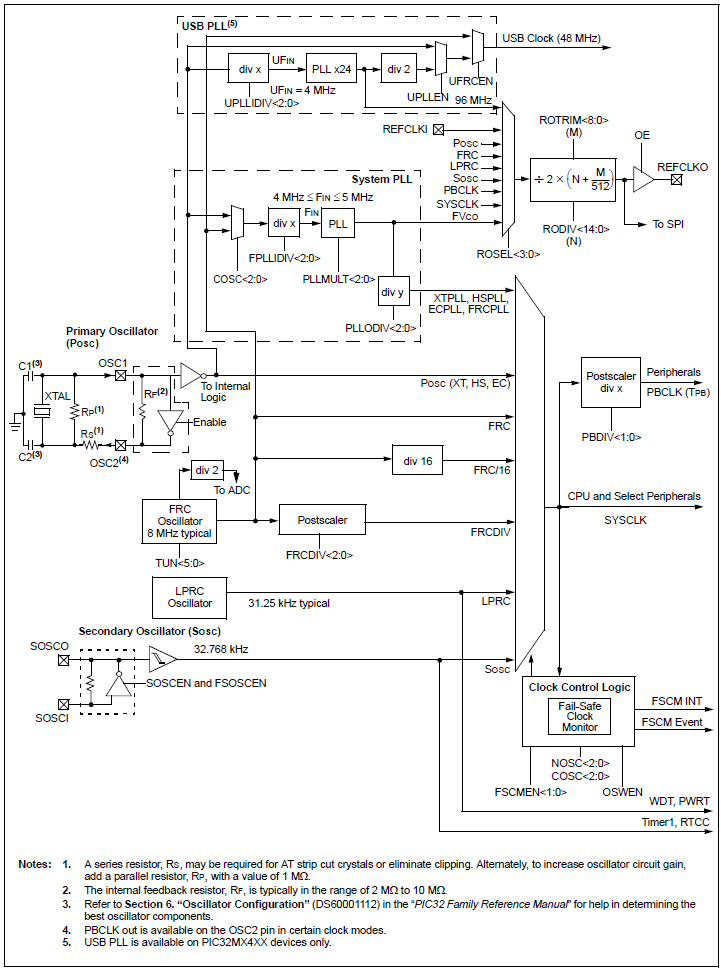 USB PLL(5)
USB Clock (48 MHz)
UFIN
div x
PLL x24
div 2
UFIN = 4 MHz
UFRCEN
UPLLIDIV<2:0>
UPLLEN
96 MHz
REFCLKI
ROTRIM<8:0>
(M)
OE
Posc
FRC
LPRC
Sosc
PBCLK
SYSCLK
FVco
÷ 2 × (N + M/512)
REFCLKO
To SPI
RODIV<14:0>
(N)
ROSEL<3:0>
System PLL
4 MHz ≤ FIN ≤ 5 MHz
FIN
div x
PLL
FPLLIDIV<2:0>
COSC<2:0>
PLLMULT<2:0>
div y
XTPLL, HSPLL,
ECPLL, FRCPLL
PLLODIV<2:0>
Primary Oscillator
(Posc)
C1(3)
OSC1
XTAL
RF(2)
To Internal
Logic
RP(1)
Enable
RS(1)
C2(3)
OSC2(4)
Posc (XT, HS, EC)
Postscaler
div x
Peripherals
PBCLK (TPB)
PBDIV<1:0>
FRC
div 16
FRC/16
div 2
To ADC
FRC
Oscillator
8 MHz typical
Postscaler
FRCDIV
TUN<5:0>
FRCDIV<2:0>
CPU and Select Peripherals
SYSCLK
LPRC
Oscillator
31.25 kHz typical
LPRC
Secondary Oscillator (Sosc)
SOSCO
32.768 kHz
Sosc
SOSCEN and FSOSCEN
SOSCI
Clock Control Logic
Fail-Safe
Clock
Monitor
FSCM INT
FSCM Event
NOSC<2:0>
COSC<2:0>
FSCMEN<1:0>
OSWEN
WDT, PWRT
Timer1, RTCC
Notes: 1. A series resistor, RS, may be required for AT strip cut crystals or eliminate clipping. Alternately, to increase oscillator circuit gain,
add a parallel resistor, RP, with a value of 1 MΩ.
2. The internal feedback resistor, RF, is typically in the range of 2 MΩ to 10 MΩ.
3. Refer to Section 6. “Oscillator Configuration” (DS60001112) in the “PIC32 Family Reference Manual” for help in determining the
best oscillator components.
4. PBCLK out is available on the OSC2 pin in certain clock modes.
5. USB PLL is available on PIC32MX4XX devices only.